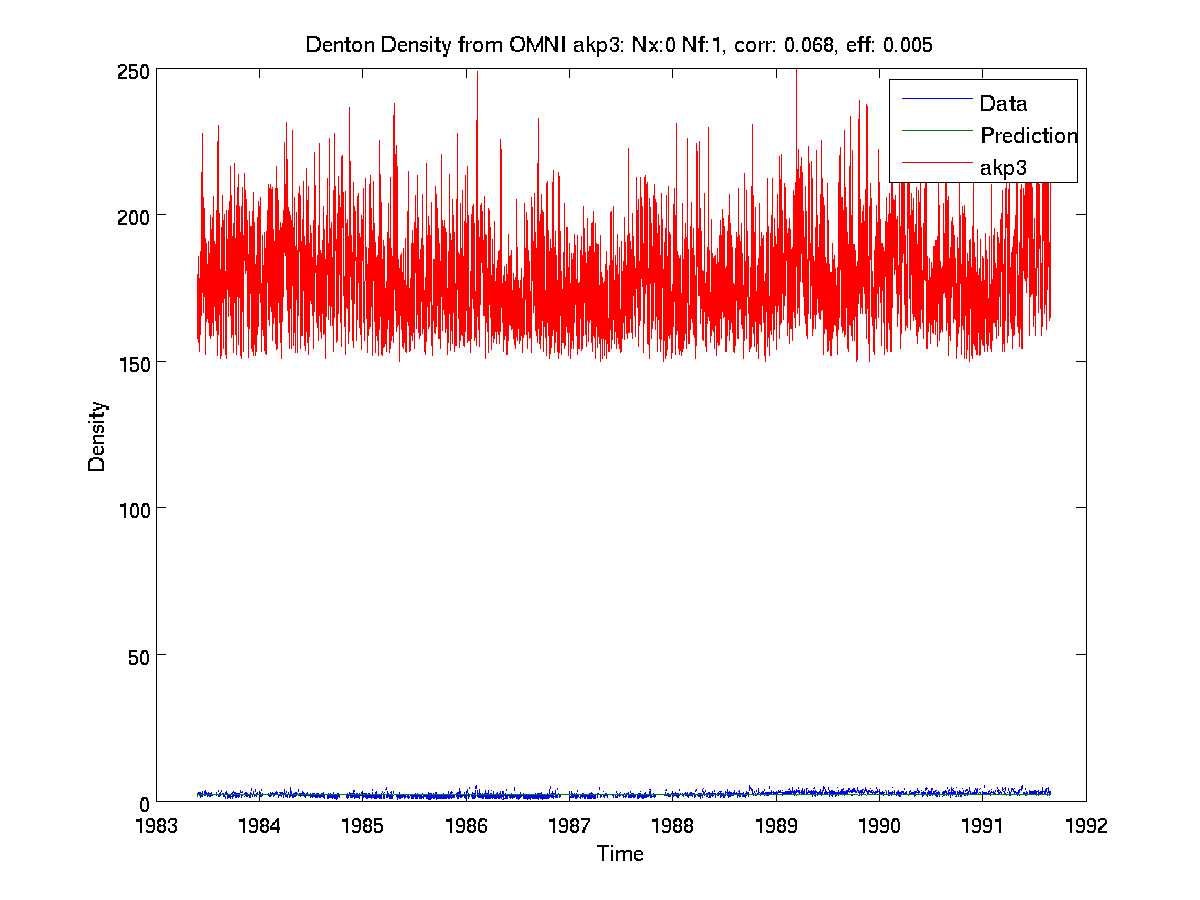 Denton Density from OMNI akp3: Nx:0 Nf:1, corr: 0.068, eff: 0.005
250
200
150
100
50
0
Density
Data
Prediction
akp3
1983 1984 1985 1986 1987 1988 1989 1990 1991 1992
Time